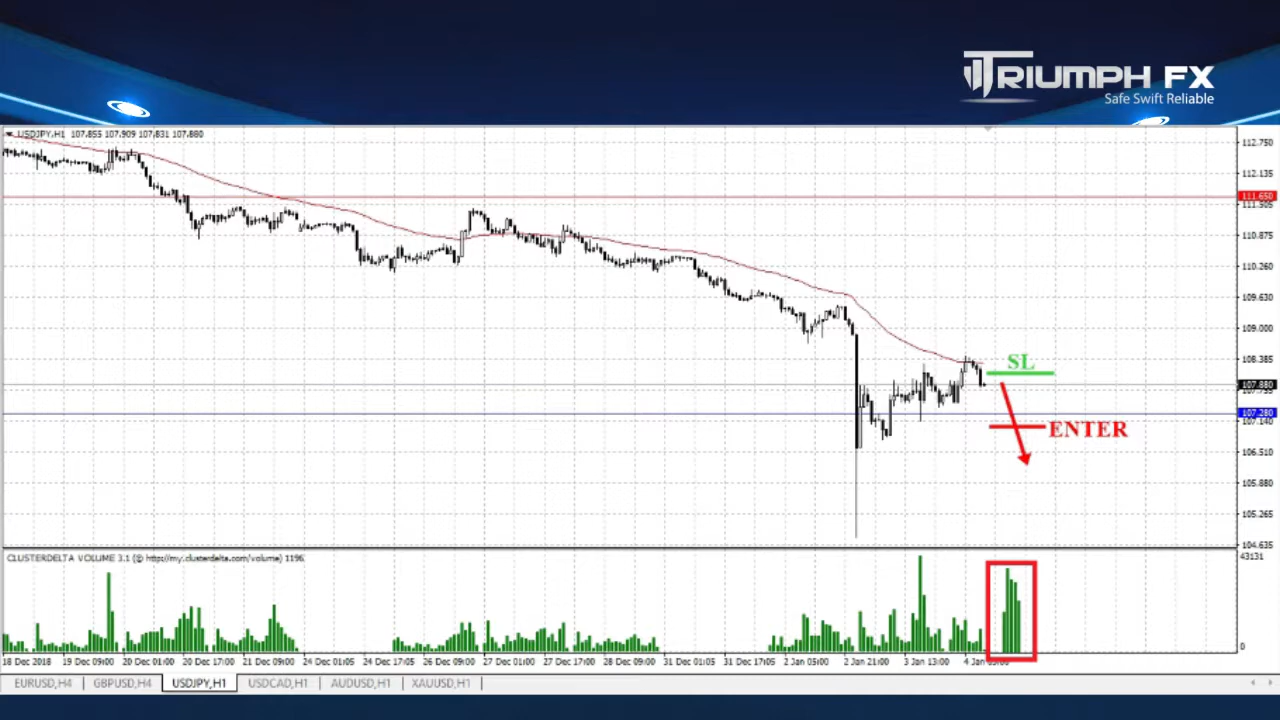 TRIUMPH FX
Safe Swift Reliable
USDJPY,H1 107.855 107.909 107.831 107.880
112.750
112.135
111.650
111.505
110.875
110.260
109.630
109.000
108.385
SL
107.880
107.755
107.280
107.140
ENTER
106.510
105.880
105.265
104.635
CLUSTERDELTA VOLUME 3.1 (@ http://my.clusterdelta.com/volume) 1196
43131
0
18 Dec 2018 19 Dec 09:00 20 Dec 01:00 20 Dec 17:00 21 Dec 09:00 24 Dec 01:05 24 Dec 17:05 26 Dec 09:00 27 Dec 01:00 27 Dec 17:00 28 Dec 09:00 31 Dec 01:05 31 Dec 17:05 2 Jan 05:00 2 Jan 21:00 3 Jan 13:00 4 Jan 05:00
EURUSD,H4 GBPUSD,H4 USDJPY,H1 USDCAD,H1 AUDUSD,H1 XAUUSD,H1